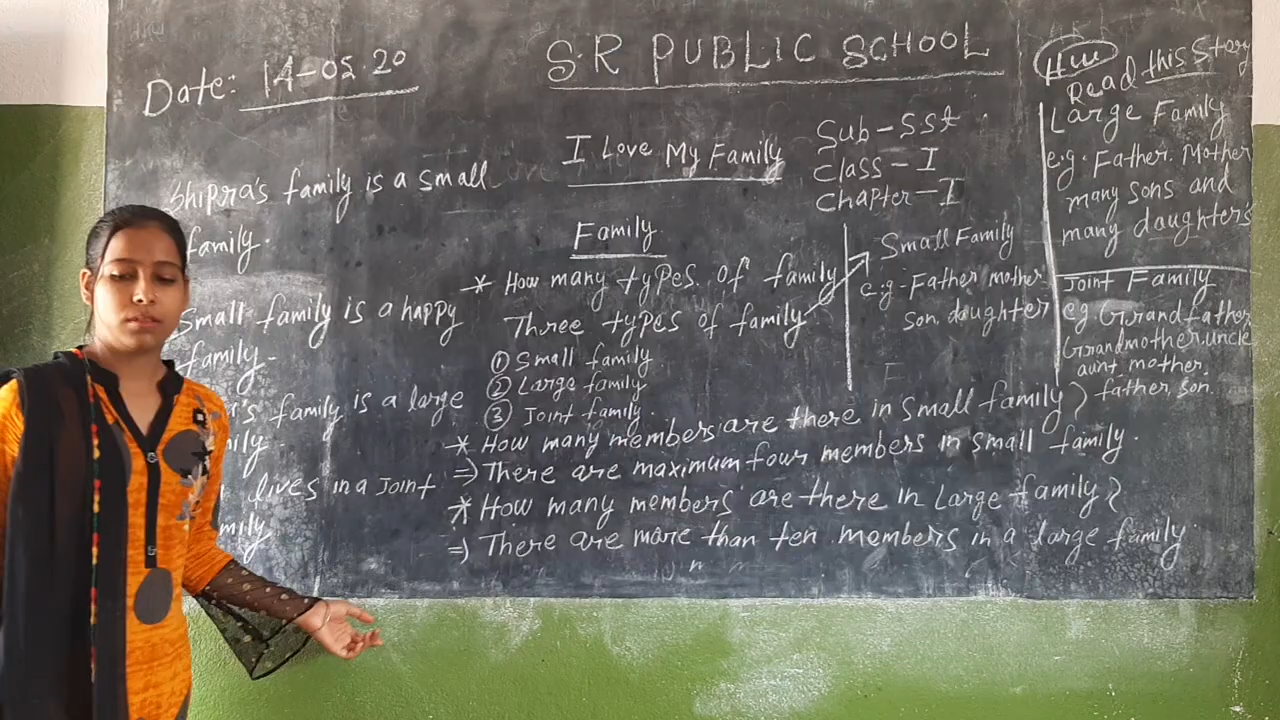 Date: 14-05-20
S.R PUBLIC SCHOOL
I Love My Family
Sub - SSt
Class - I
Chapter - I
Shipra's family is a small
family.
Small family is a happy
family.
's family is a large
lives in a Joint
Family
* How many types of family
Three types of family
① Small family
② Large family
③ Joint family.
Small Family
e.g - Father mother
son, daughter
* How many members are there in small family?
=> There are maximum four members in small family.
* How many members are there in Large family?
=> There are more than ten members in a large family.
H.W
Read this Story
Large Family
e.g. Father. Mother
many sons and
many daughter's
Joint Family
e.g. Grandfather
Grandmother, uncle
aunt mother,
father, son.